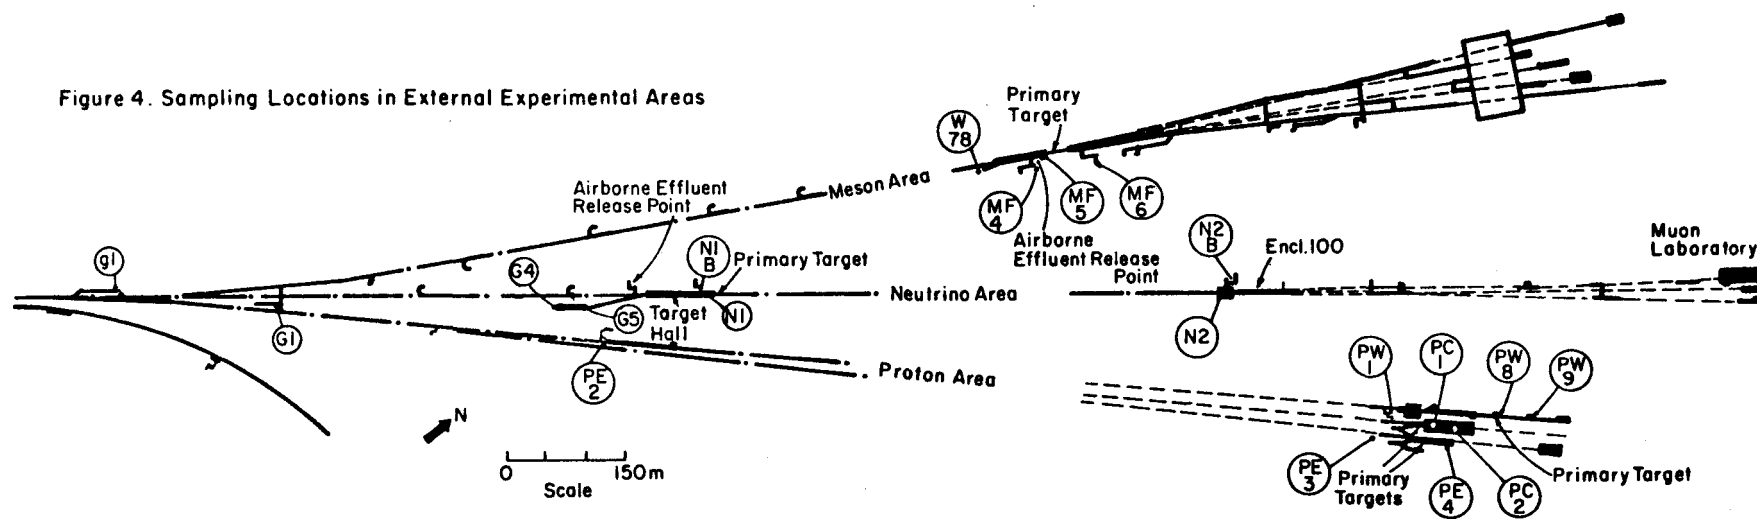 Figure 4. Sampling Locations in External Experimental Areas
Primary
Target
W
78
Airborne Effluent
Release Point
Meson Area
MF
4
MF
5
MF
6
Airborne
Effluent Release
Point
N2
B
Encl.100
Muon
Laboratory
g1
G4
N1
B
Primary Target
Neutrino Area
G5
Target
Hall
N1
G1
N2
PE
2
Proton Area
PW
1
PC
1
PW
8
PW
9
N
0
150m
Scale
PE
3
Primary
Targets
PE
4
PC
2
Primary Target